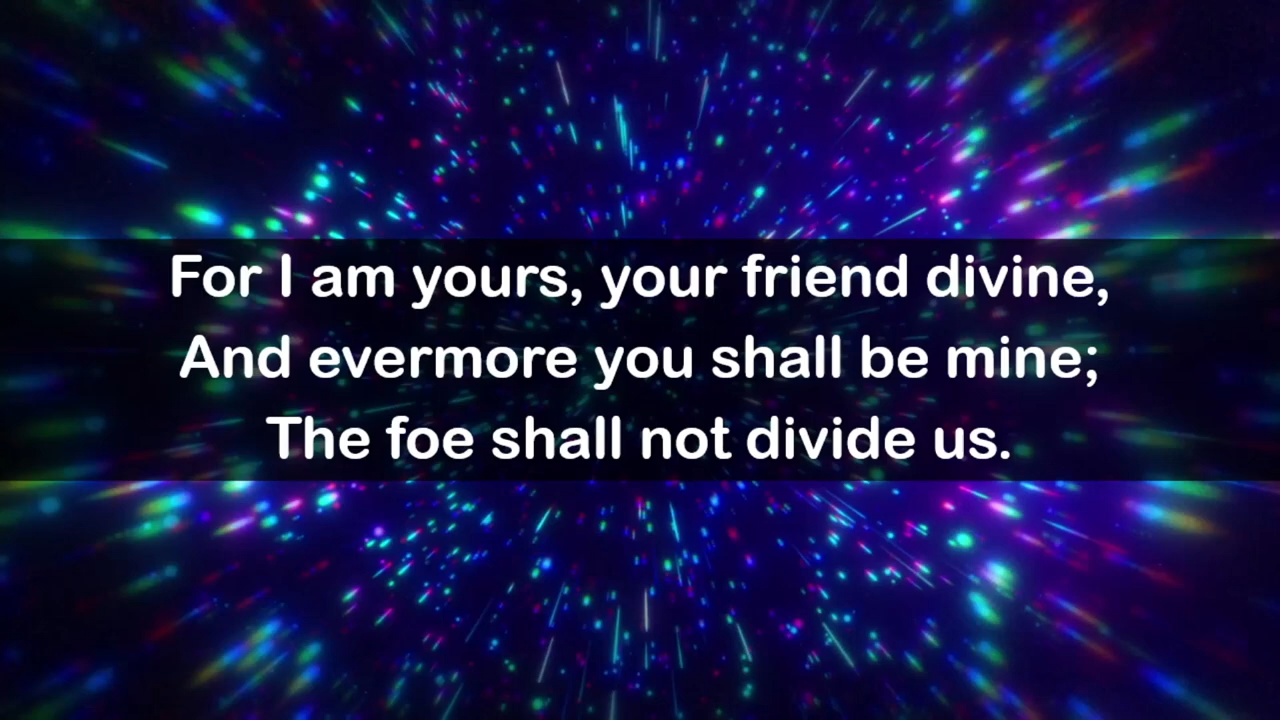 For I am yours, your friend divine,
And evermore you shall be mine;
The foe shall not divide us.